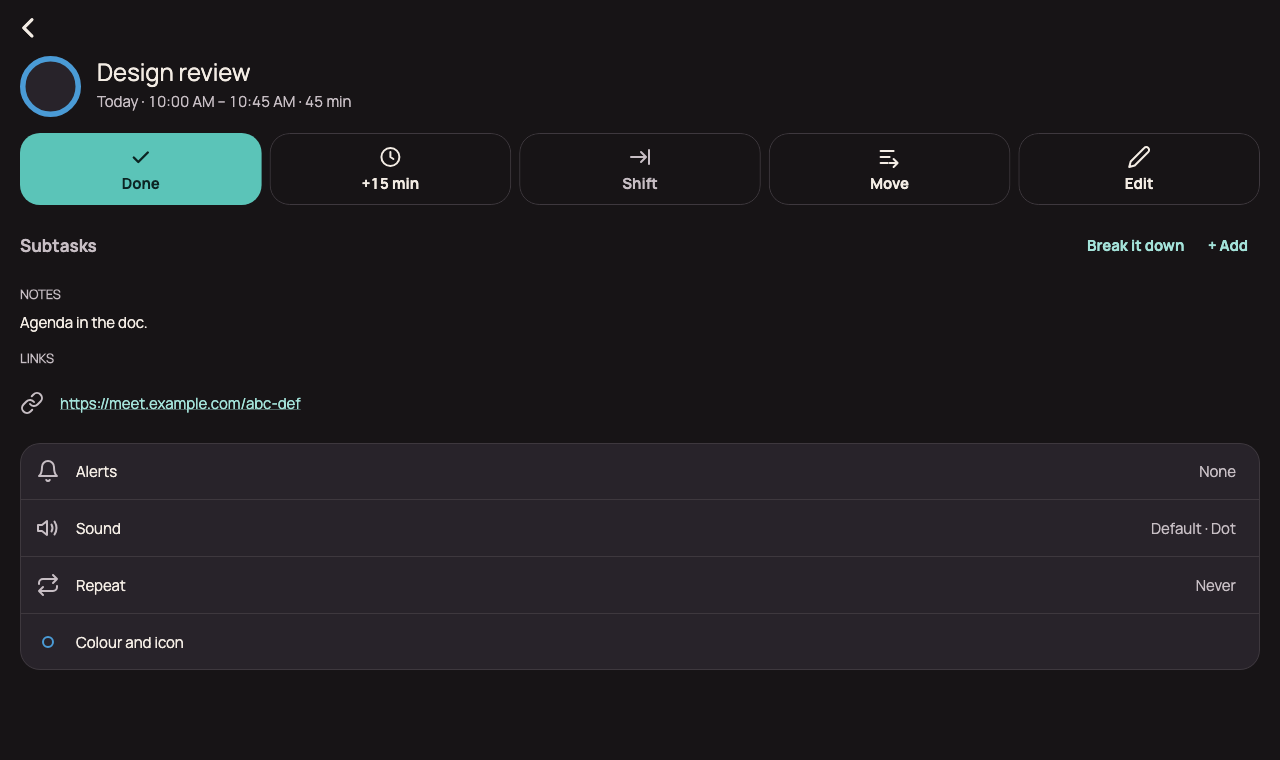 Design review
Today · 10:00 AM – 10:45 AM · 45 min
Done
+15 min
Shift
Move
Edit
Subtasks
Break it down
+ Add
NOTES
Agenda in the doc.
LINKS
https://meet.example.com/abc-def
Alerts
None
Sound
Default · Dot
Repeat
Never
Colour and icon